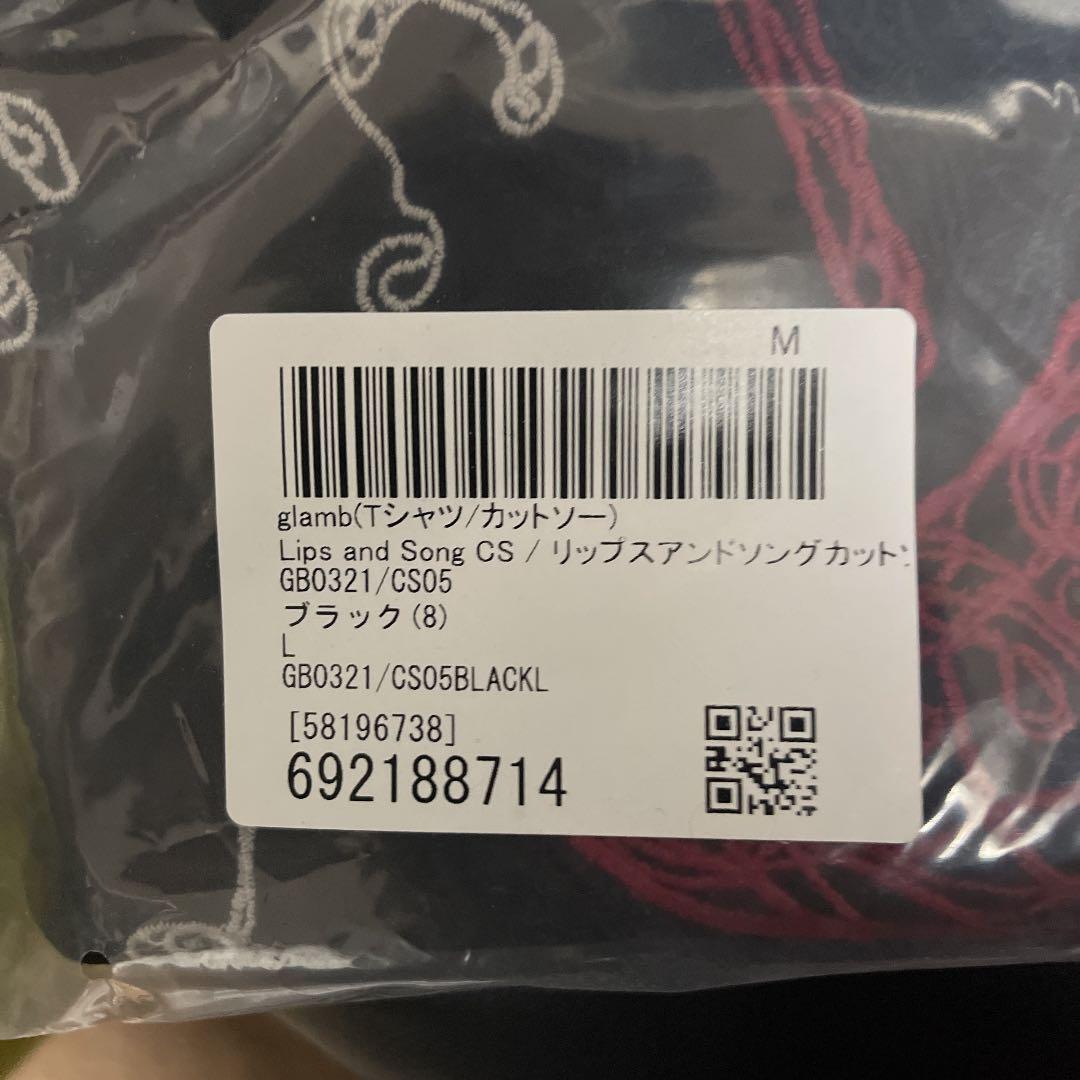 M
glamb(Tシャツ/カットソー)
Lips and Song CS / リップスアンドソングカット
GB0321/CS05
ブラック(8)
L
GB0321/CS05BLACKL
[58196738]
692188714